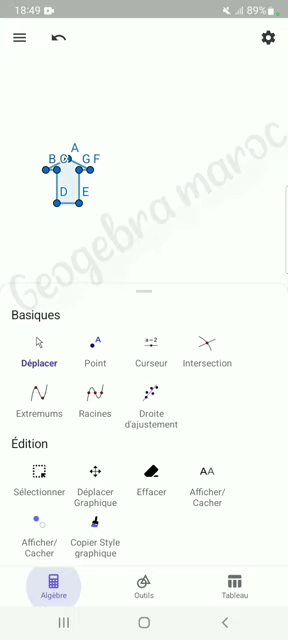 18:49 89%
A
B C G F
D E
Geogebra maroc
Basiques
Déplacer Point Curseur Intersection
a=2
A
Extremums Racines Droite d'ajustement
Édition
AA
Sélectionner Déplacer Graphique Effacer Afficher/ Cacher
Afficher/ Cacher Copier Style graphique
Algèbre Outils Tableau